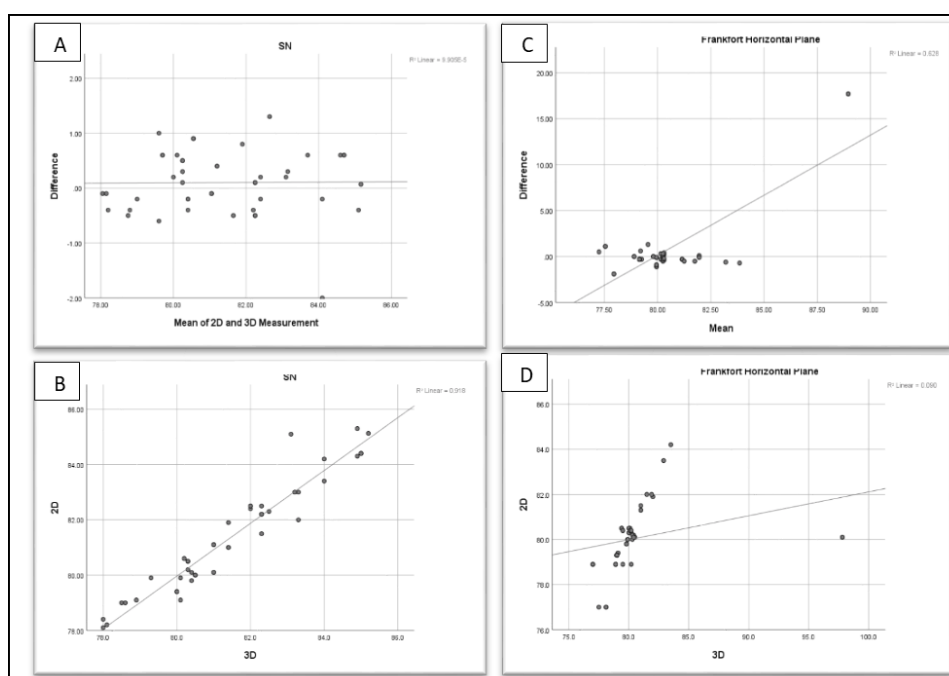 A
SN
R² Linear = 9.905E-5
2.00
1.00
.00
-1.00
-2.00
Difference
78.00 80.00 82.00 84.00 86.00
Mean of 2D and 3D Measurement
C
Frankfort Horizontal Plane
R² Linear = 0.628
20.00
15.00
10.00
5.00
.00
-5.00
Difference
77.50 80.00 82.50 85.00 87.50 90.00
Mean
B
SN
R² Linear = 0.918
86.00
84.00
82.00
80.00
78.00
2D
78.0 80.0 82.0 84.0 86.0
3D
D
Frankfort Horizontal Plane
R² Linear = 0.090
86.0
84.0
82.0
80.0
78.0
76.0
2D
75.0 80.0 85.0 90.0 95.0 100.0
3D